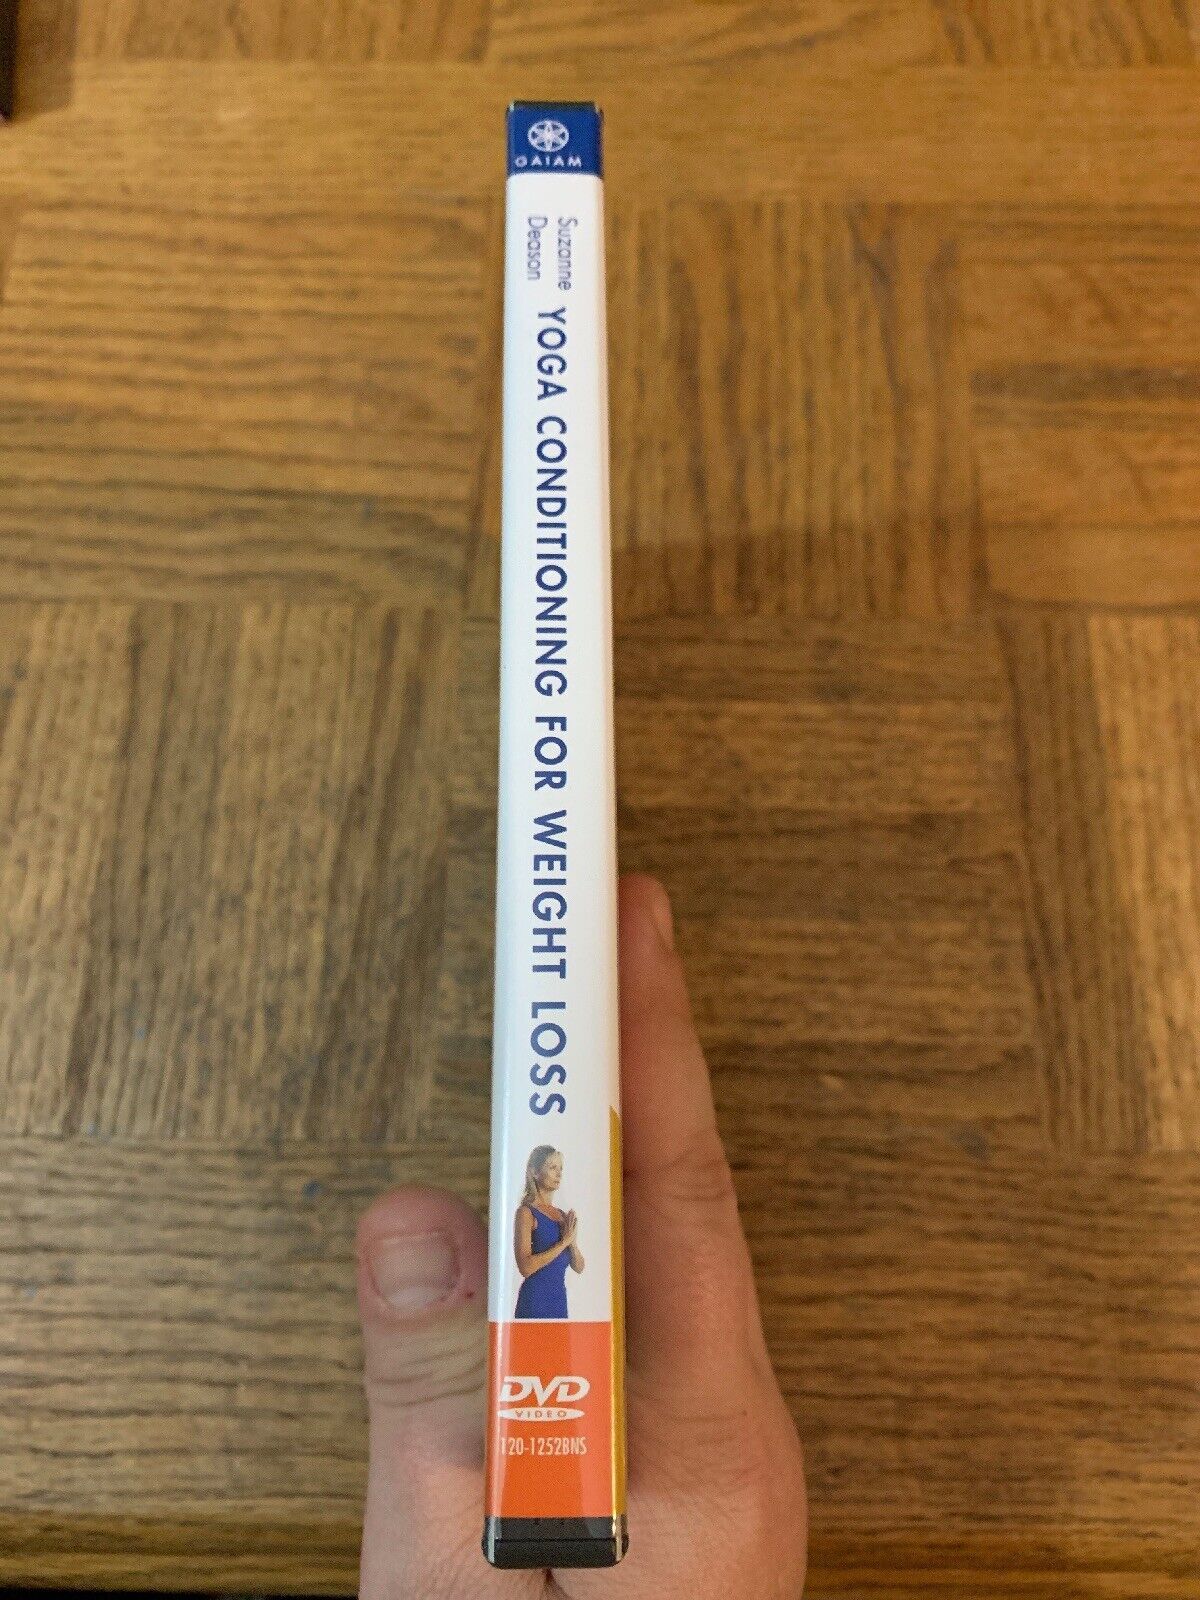 GAIAM
Suzanne
Deason
YOGA CONDITIONING FOR WEIGHT LOSS
DVD
VIDEO
120-1252BNS